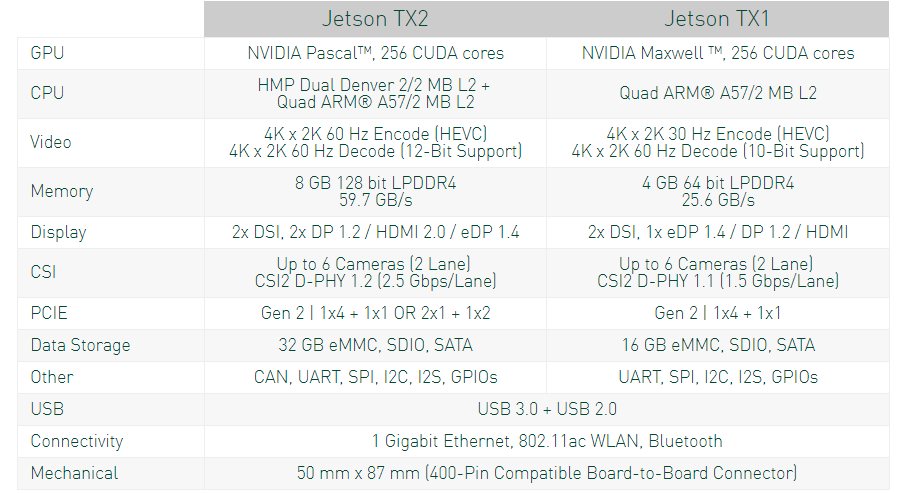 Jetson TX2 Jetson TX1
GPU NVIDIA Pascal™, 256 CUDA cores NVIDIA Maxwell ™, 256 CUDA cores
CPU HMP Dual Denver 2/2 MB L2 +
Quad ARM® A57/2 MB L2 Quad ARM® A57/2 MB L2
Video 4K x 2K 60 Hz Encode (HEVC)
4K x 2K 60 Hz Decode (12-Bit Support) 4K x 2K 30 Hz Encode (HEVC)
4K x 2K 60 Hz Decode (10-Bit Support)
Memory 8 GB 128 bit LPDDR4
59.7 GB/s 4 GB 64 bit LPDDR4
25.6 GB/s
Display 2x DSI, 2x DP 1.2 / HDMI 2.0 / eDP 1.4 2x DSI, 1x eDP 1.4 / DP 1.2 / HDMI
CSI Up to 6 Cameras (2 Lane)
CSI2 D-PHY 1.2 (2.5 Gbps/Lane) Up to 6 Cameras (2 Lane)
CSI2 D-PHY 1.1 (1.5 Gbps/Lane)
PCIE Gen 2 | 1x4 + 1x1 OR 2x1 + 1x2 Gen 2 | 1x4 + 1x1
Data Storage 32 GB eMMC, SDIO, SATA 16 GB eMMC, SDIO, SATA
Other CAN, UART, SPI, I2C, I2S, GPIOs UART, SPI, I2C, I2S, GPIOs
USB USB 3.0 + USB 2.0
Connectivity 1 Gigabit Ethernet, 802.11ac WLAN, Bluetooth
Mechanical 50 mm x 87 mm (400-Pin Compatible Board-to-Board Connector)